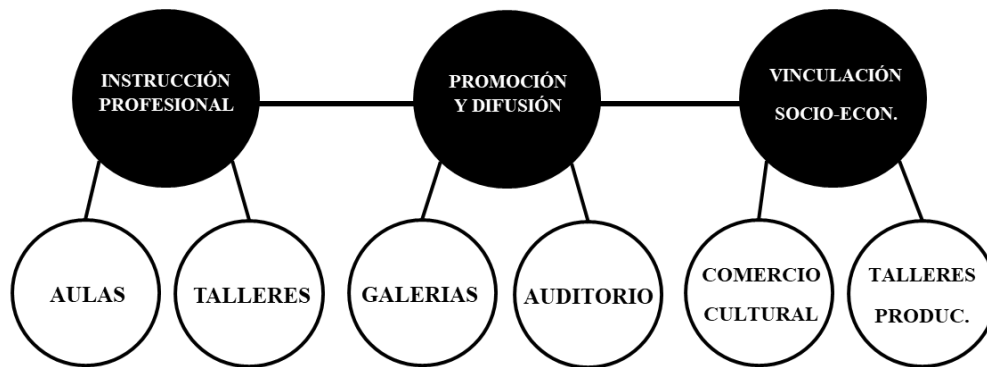 INSTRUCCIÓN
PROFESIONAL
PROMOCIÓN
Y DIFUSIÓN
VINCULACIÓN
SOCIO-ECON.
AULAS
TALLERES
GALERIAS
AUDITORIO
COMERCIO
CULTURAL
TALLERES
PRODUC.